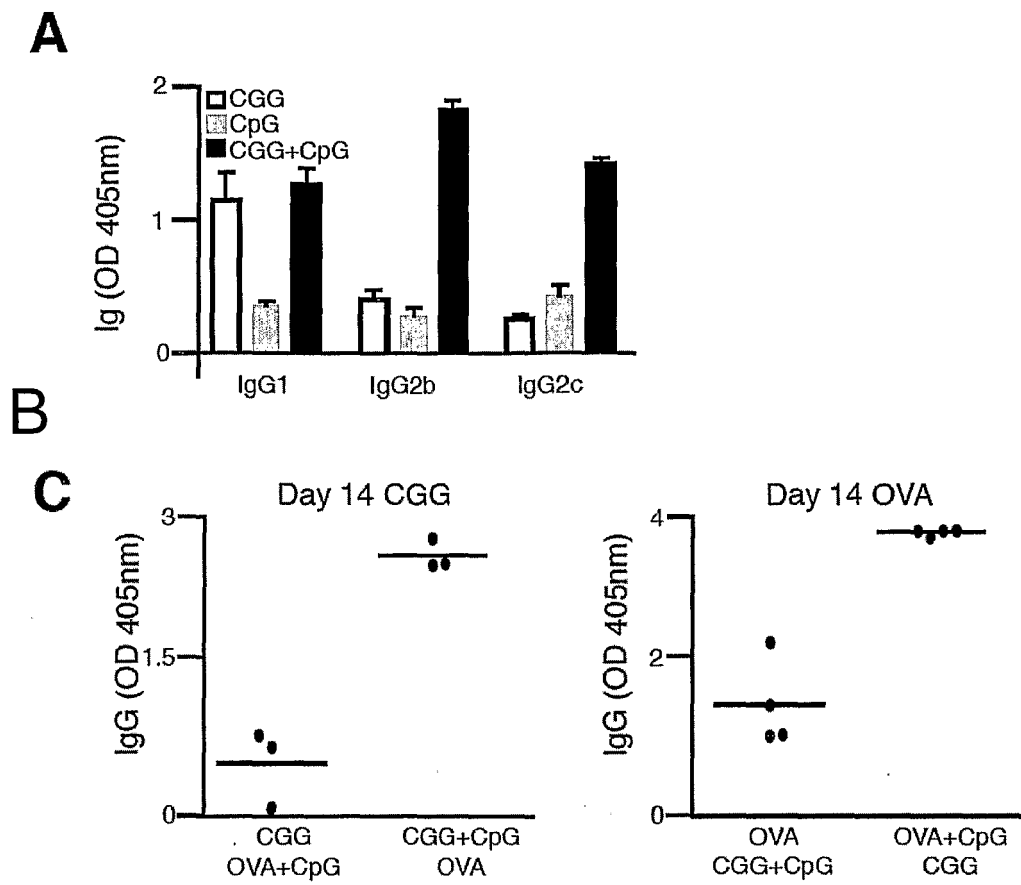 A
2
CGG
CpG
CGG+CpG
1
0
Ig (OD 405nm)
IgG1 IgG2b IgG2c
B
C
Day 14 CGG
3
1.5
0
IgG (OD 405nm)
CGG CGG+CpG
OVA+CpG OVA
Day 14 OVA
4
2
0
IgG (OD 405nm)
OVA OVA+CpG
CGG+CpG CGG